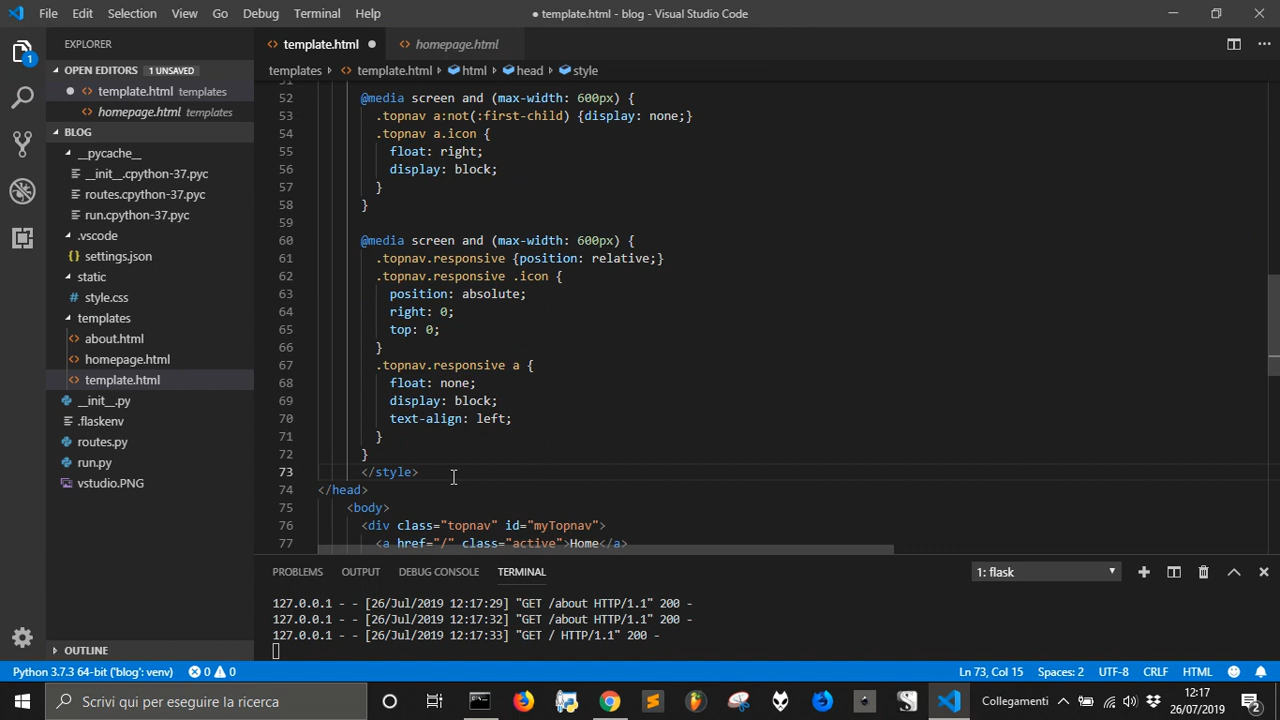 File Edit Selection View Go Debug Terminal Help
● template.html - blog - Visual Studio Code
EXPLORER
OPEN EDITORS 1 UNSAVED
template.html templates
homepage.html templates
BLOG
__pycache__
__init__.cpython-37.pyc
routes.cpython-37.pyc
run.cpython-37.pyc
.vscode
settings.json
static
style.css
templates
about.html
homepage.html
template.html
__init__.py
.flaskenv
routes.py
run.py
vstudio.PNG
OUTLINE
1
template.html homepage.html
templates template.html html head style
51
52 @media screen and (max-width: 600px) {
53 .topnav a:not(:first-child) {display: none;}
54 .topnav a.icon {
55 float: right;
56 display: block;
57 }
58 }
59
60 @media screen and (max-width: 600px) {
61 .topnav.responsive {position: relative;}
62 .topnav.responsive .icon {
63 position: absolute;
64 right: 0;
65 top: 0;
66 }
67 .topnav.responsive a {
68 float: none;
69 display: block;
70 text-align: left;
71 }
72 }
73 </style>
74 </head>
75 <body>
76 <div class="topnav" id="myTopnav">
77 <a href="/" class="active">Home</a>
PROBLEMS OUTPUT DEBUG CONSOLE TERMINAL 1: flask
127.0.0.1 - - [26/Jul/2019 12:17:29] "GET /about HTTP/1.1" 200 -
127.0.0.1 - - [26/Jul/2019 12:17:32] "GET /about HTTP/1.1" 200 -
127.0.0.1 - - [26/Jul/2019 12:17:33] "GET / HTTP/1.1" 200 -
Python 3.7.3 64-bit ('blog': venv) 0 0 Ln 73, Col 15 Spaces: 2 UTF-8 CRLF HTML
Scrivi qui per eseguire la ricerca Collegamenti 12:17
26/07/2019 2